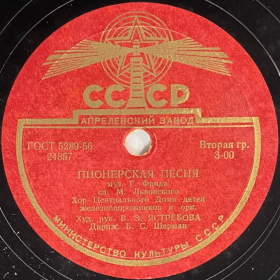 СССР
АПРЕЛЕВСКИЙ ЗАВОД
ГОСТ 5289-56
24857
Вторая гр.
3-00
ПИОНЕРСКАЯ ПЕСНЯ
муз. Г. Фрида
сл. М. Львовского
Хор Центрального Дома детей
железнодорожников и орк.
Худ. рук. В. Э. ЯСТРЕБОВА
Дириж. Б. С. Шерман
МИНИСТЕРСТВО КУЛЬТУРЫ СССР